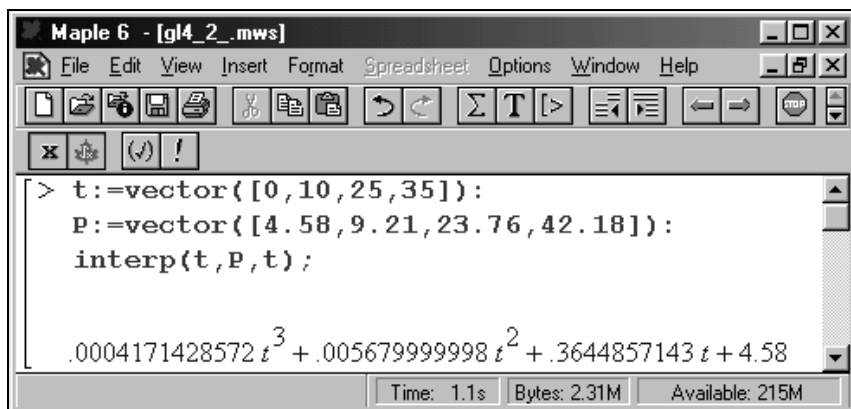 Maple 6 - [gl4_2_.mws]
File Edit View Insert Format Spreadsheet Options Window Help
Σ T [> STOP
x (√) !
[> t:=vector([0,10,25,35]):
P:=vector([4.58,9.21,23.76,42.18]):
interp(t,P,t);
.0004171428572 t^3 + .005679999998 t^2 + .3644857143 t + 4.58
Time: 1.1s Bytes: 2.31M Available: 215M